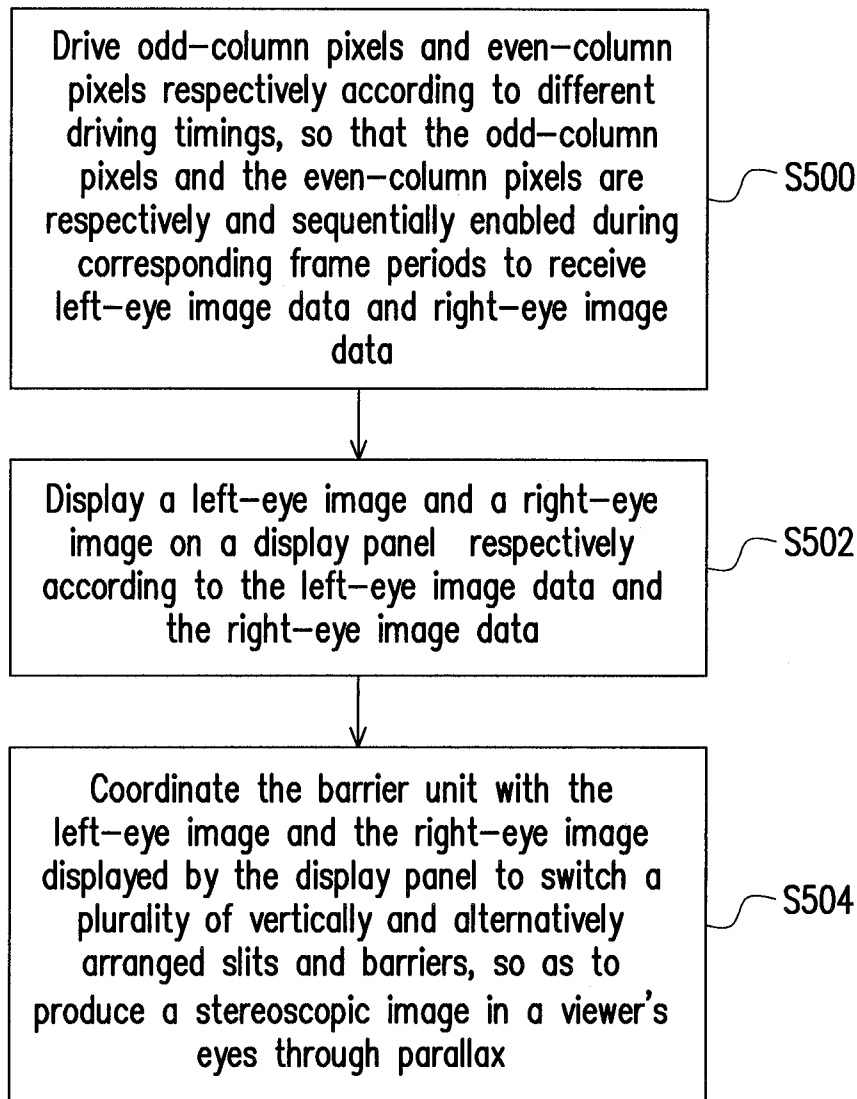 Drive odd-column pixels and even-column
pixels respectively according to different
driving timings, so that the odd-column
pixels and the even-column pixels are
respectively and sequentially enabled during
corresponding frame periods to receive
left-eye image data and right-eye image
data
S500
Display a left-eye image and a right-eye
image on a display panel respectively
according to the left-eye image data and
the right-eye image data
S502
Coordinate the barrier unit with the
left-eye image and the right-eye image
displayed by the display panel to switch a
plurality of vertically and alternatively
arranged slits and barriers, so as to
produce a stereoscopic image in a viewer's
eyes through parallax
S504